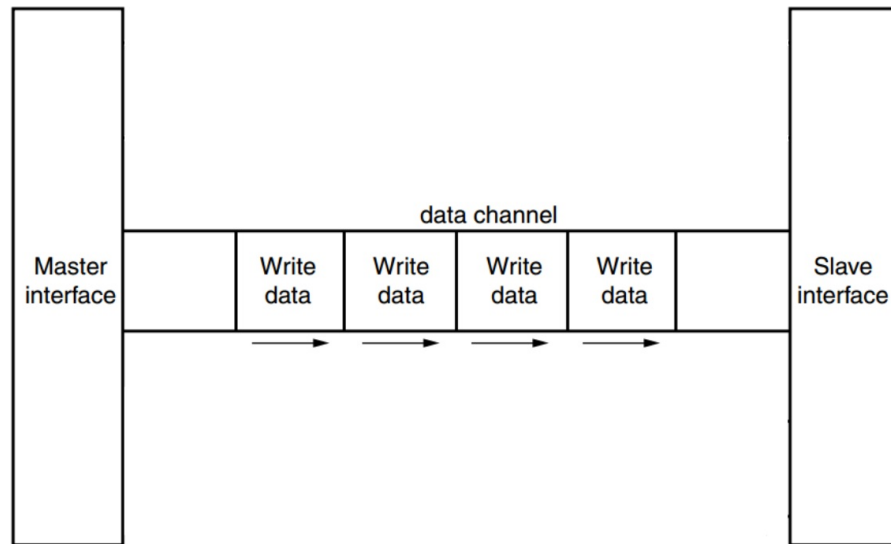 data channel
Master
interface
Write
data
Write
data
Write
data
Write
data
Slave
interface